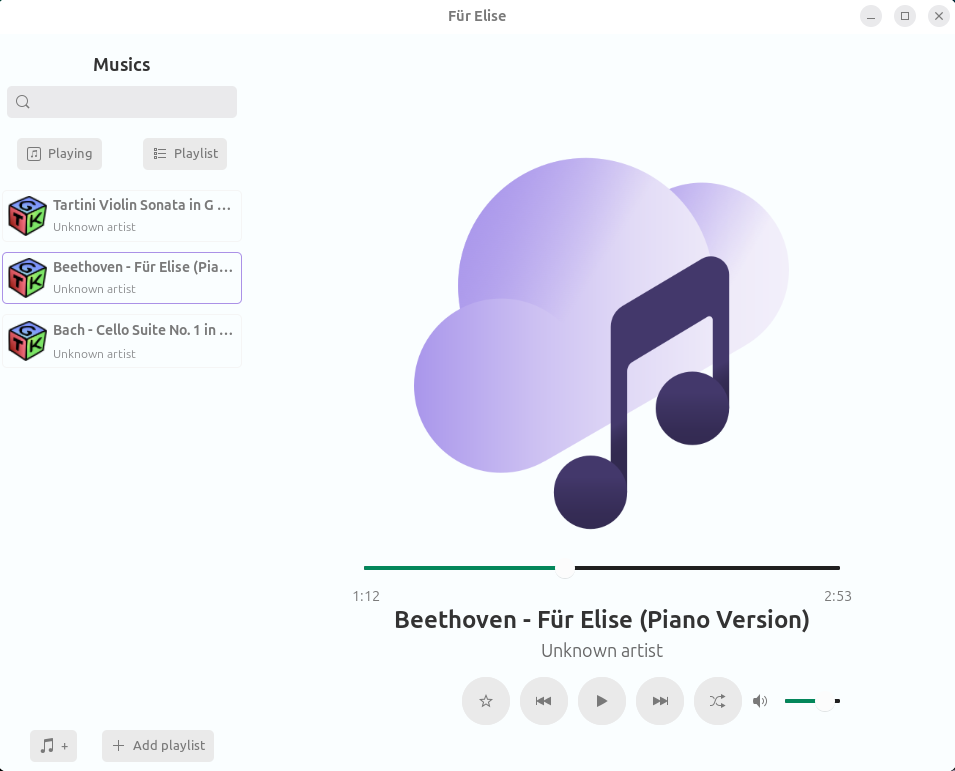 Für Elise
Musics
Playing
Playlist
Tartini Violin Sonata in G ...
Unknown artist
Beethoven - Für Elise (Pia...
Unknown artist
Bach - Cello Suite No. 1 in ...
Unknown artist
1:12
2:53
Beethoven - Für Elise (Piano Version)
Unknown artist
+
Add playlist